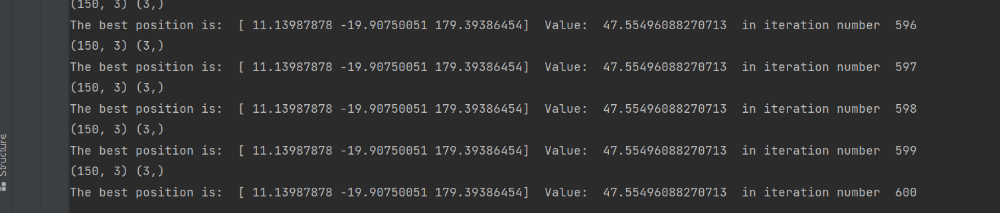 (150, 3) (3,)
The best position is:  [ 11.13987878 -19.90750051 179.39386454]  Value:  47.55496088270713  in iteration number  596
(150, 3) (3,)
The best position is:  [ 11.13987878 -19.90750051 179.39386454]  Value:  47.55496088270713  in iteration number  597
(150, 3) (3,)
The best position is:  [ 11.13987878 -19.90750051 179.39386454]  Value:  47.55496088270713  in iteration number  598
(150, 3) (3,)
The best position is:  [ 11.13987878 -19.90750051 179.39386454]  Value:  47.55496088270713  in iteration number  599
(150, 3) (3,)
The best position is:  [ 11.13987878 -19.90750051 179.39386454]  Value:  47.55496088270713  in iteration number  600
Structure